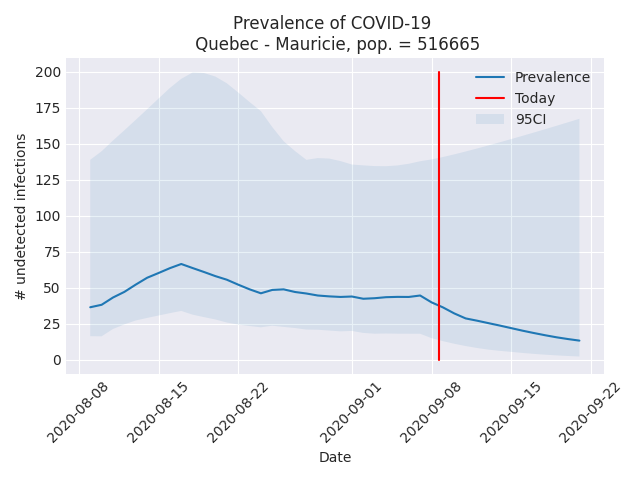 Prevalence of COVID-19
Quebec - Mauricie, pop. = 516665
# undetected infections
200
175
150
125
100
75
50
25
0
Prevalence
Today
95CI
2020-08-08
2020-08-15
2020-08-22
2020-09-01
2020-09-08
2020-09-15
2020-09-22
Date